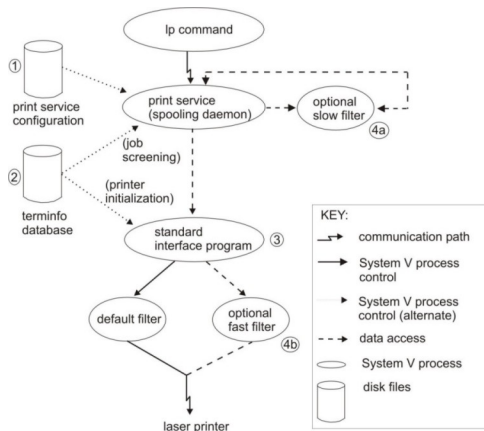 lp command
1
print service
configuration
print service
(spooling daemon)
optional
slow filter
4a
(job
screening)
2
(printer
initialization)
terminfo
database
standard
interface program
3
default filter
optional
fast filter
4b
laser printer
KEY:
communication path
System V process
control
System V process
control (alternate)
data access
System V process
disk files